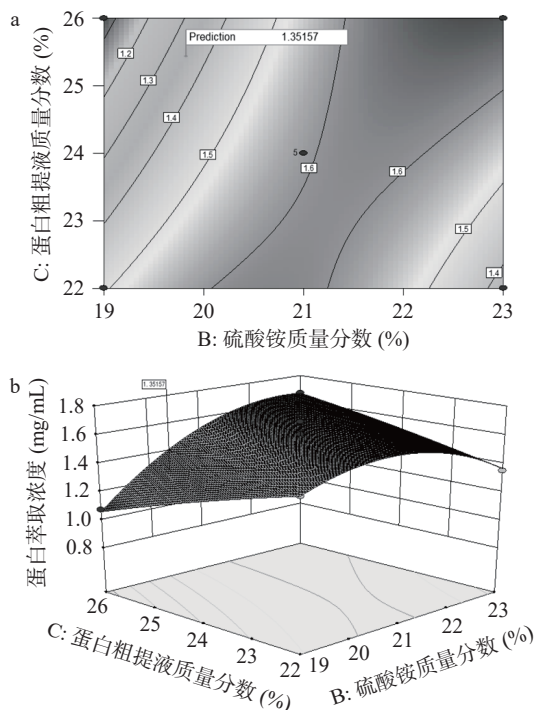 a
26
25
24
23
22
C: 蛋白粗提液质量分数 (%)
Prediction 1.35157
1.2
1.3
1.4
1.5
5
1.6
1.6
1.5
1.4
19 20 21 22 23
B: 硫酸铵质量分数 (%)
b
1.35157
1.8
1.6
1.4
1.2
1.0
0.8
蛋白萃取浓度 (mg/mL)
26 25 24 23 22
C: 蛋白粗提液质量分数 (%)
19 20 21 22 23
B: 硫酸铵质量分数 (%)